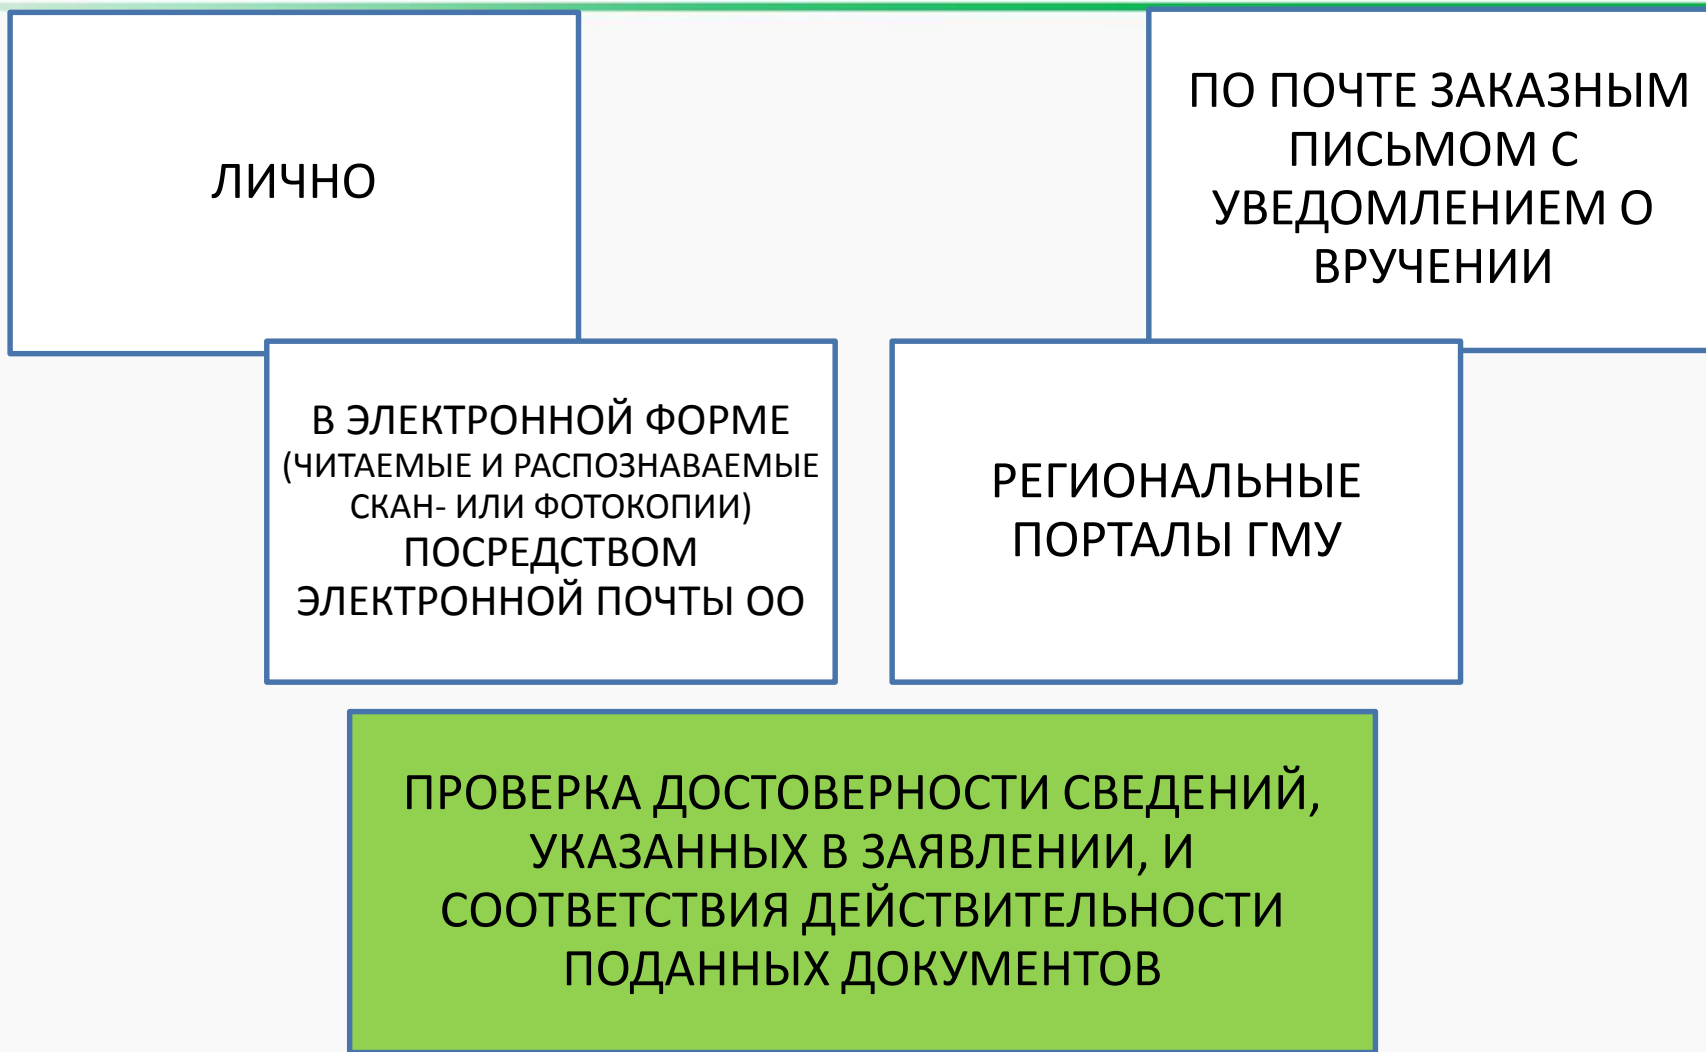 ЛИЧНО
ПО ПОЧТЕ ЗАКАЗНЫМ
ПИСЬМОМ С
УВЕДОМЛЕНИЕМ О
ВРУЧЕНИИ
В ЭЛЕКТРОННОЙ ФОРМЕ
(ЧИТАЕМЫЕ И РАСПОЗНАВАЕМЫЕ
СКАН- ИЛИ ФОТОКОПИИ)
ПОСРЕДСТВОМ
ЭЛЕКТРОННОЙ ПОЧТЫ ОО
РЕГИОНАЛЬНЫЕ
ПОРТАЛЫ ГМУ
ПРОВЕРКА ДОСТОВЕРНОСТИ СВЕДЕНИЙ,
УКАЗАННЫХ В ЗАЯВЛЕНИИ, И
СООТВЕТСТВИЯ ДЕЙСТВИТЕЛЬНОСТИ
ПОДАННЫХ ДОКУМЕНТОВ